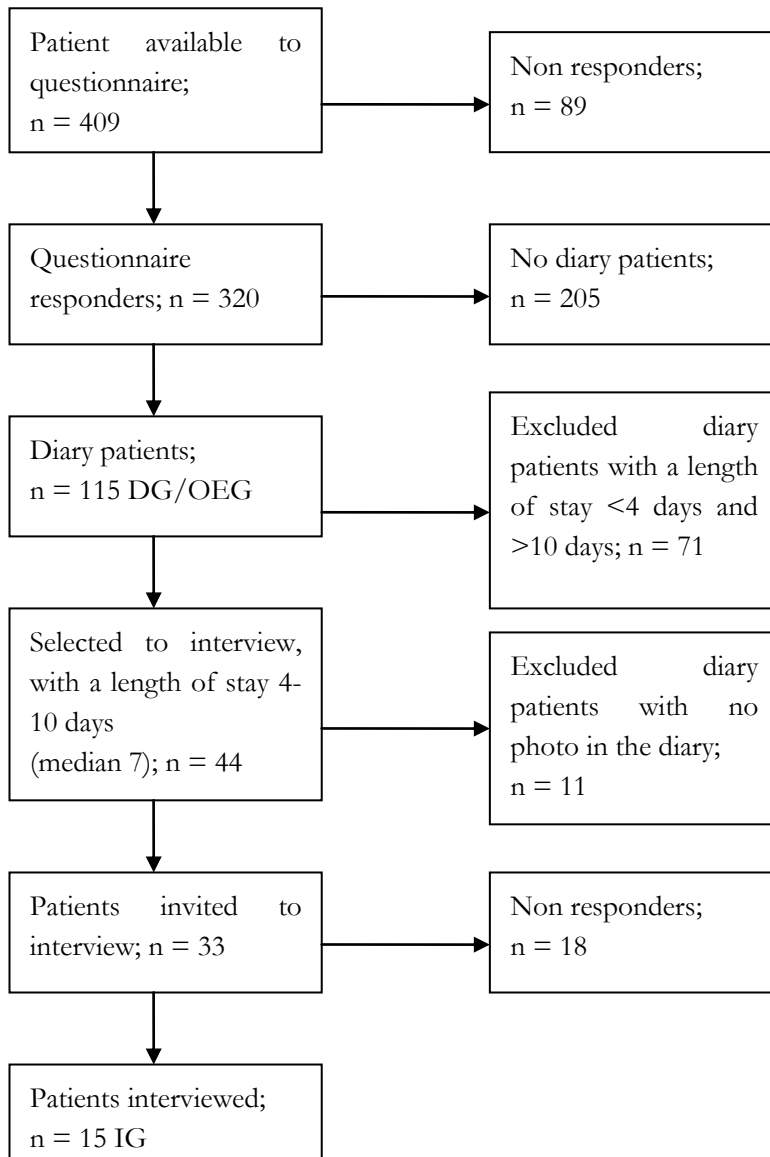 Patient available to
questionnaire;
n = 409
Non responders;
n = 89
Questionnaire
responders; n = 320
No diary patients;
n = 205
Diary patients;
n = 115 DG/OEG
Excluded diary
patients with a length
of stay <4 days and
>10 days; n = 71
Selected to interview,
with a length of stay 4-
10 days
(median 7); n = 44
Excluded diary
patients with no
photo in the diary;
n = 11
Patients invited to
interview; n = 33
Non responders;
n = 18
Patients interviewed;
n = 15 IG